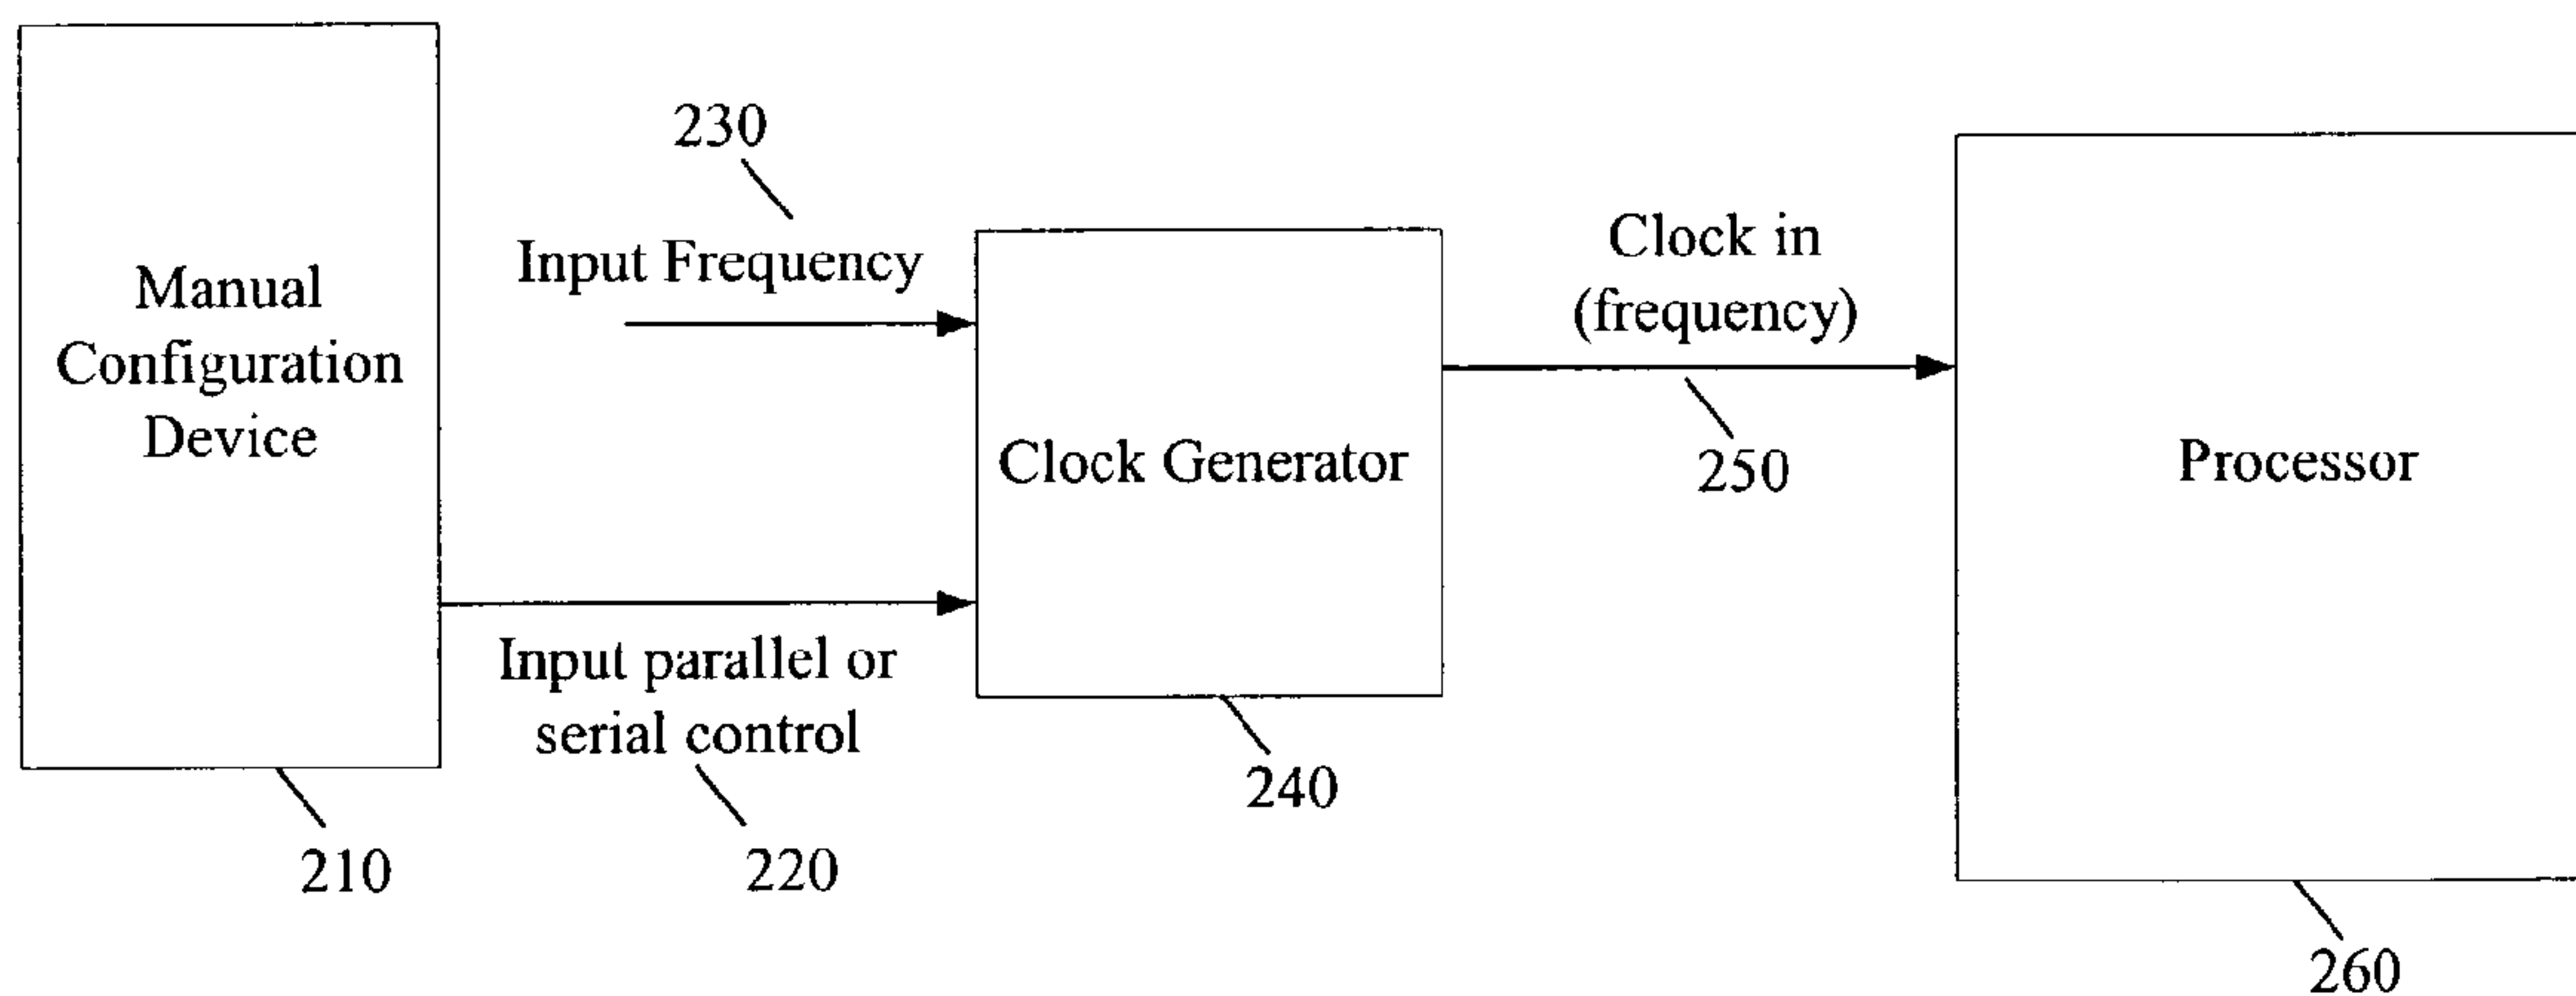 Manual
Configuration
Device
210
230
Input Frequency
Input parallel or
serial control
220
Clock Generator
240
Clock in
(frequency)
250
Processor
260